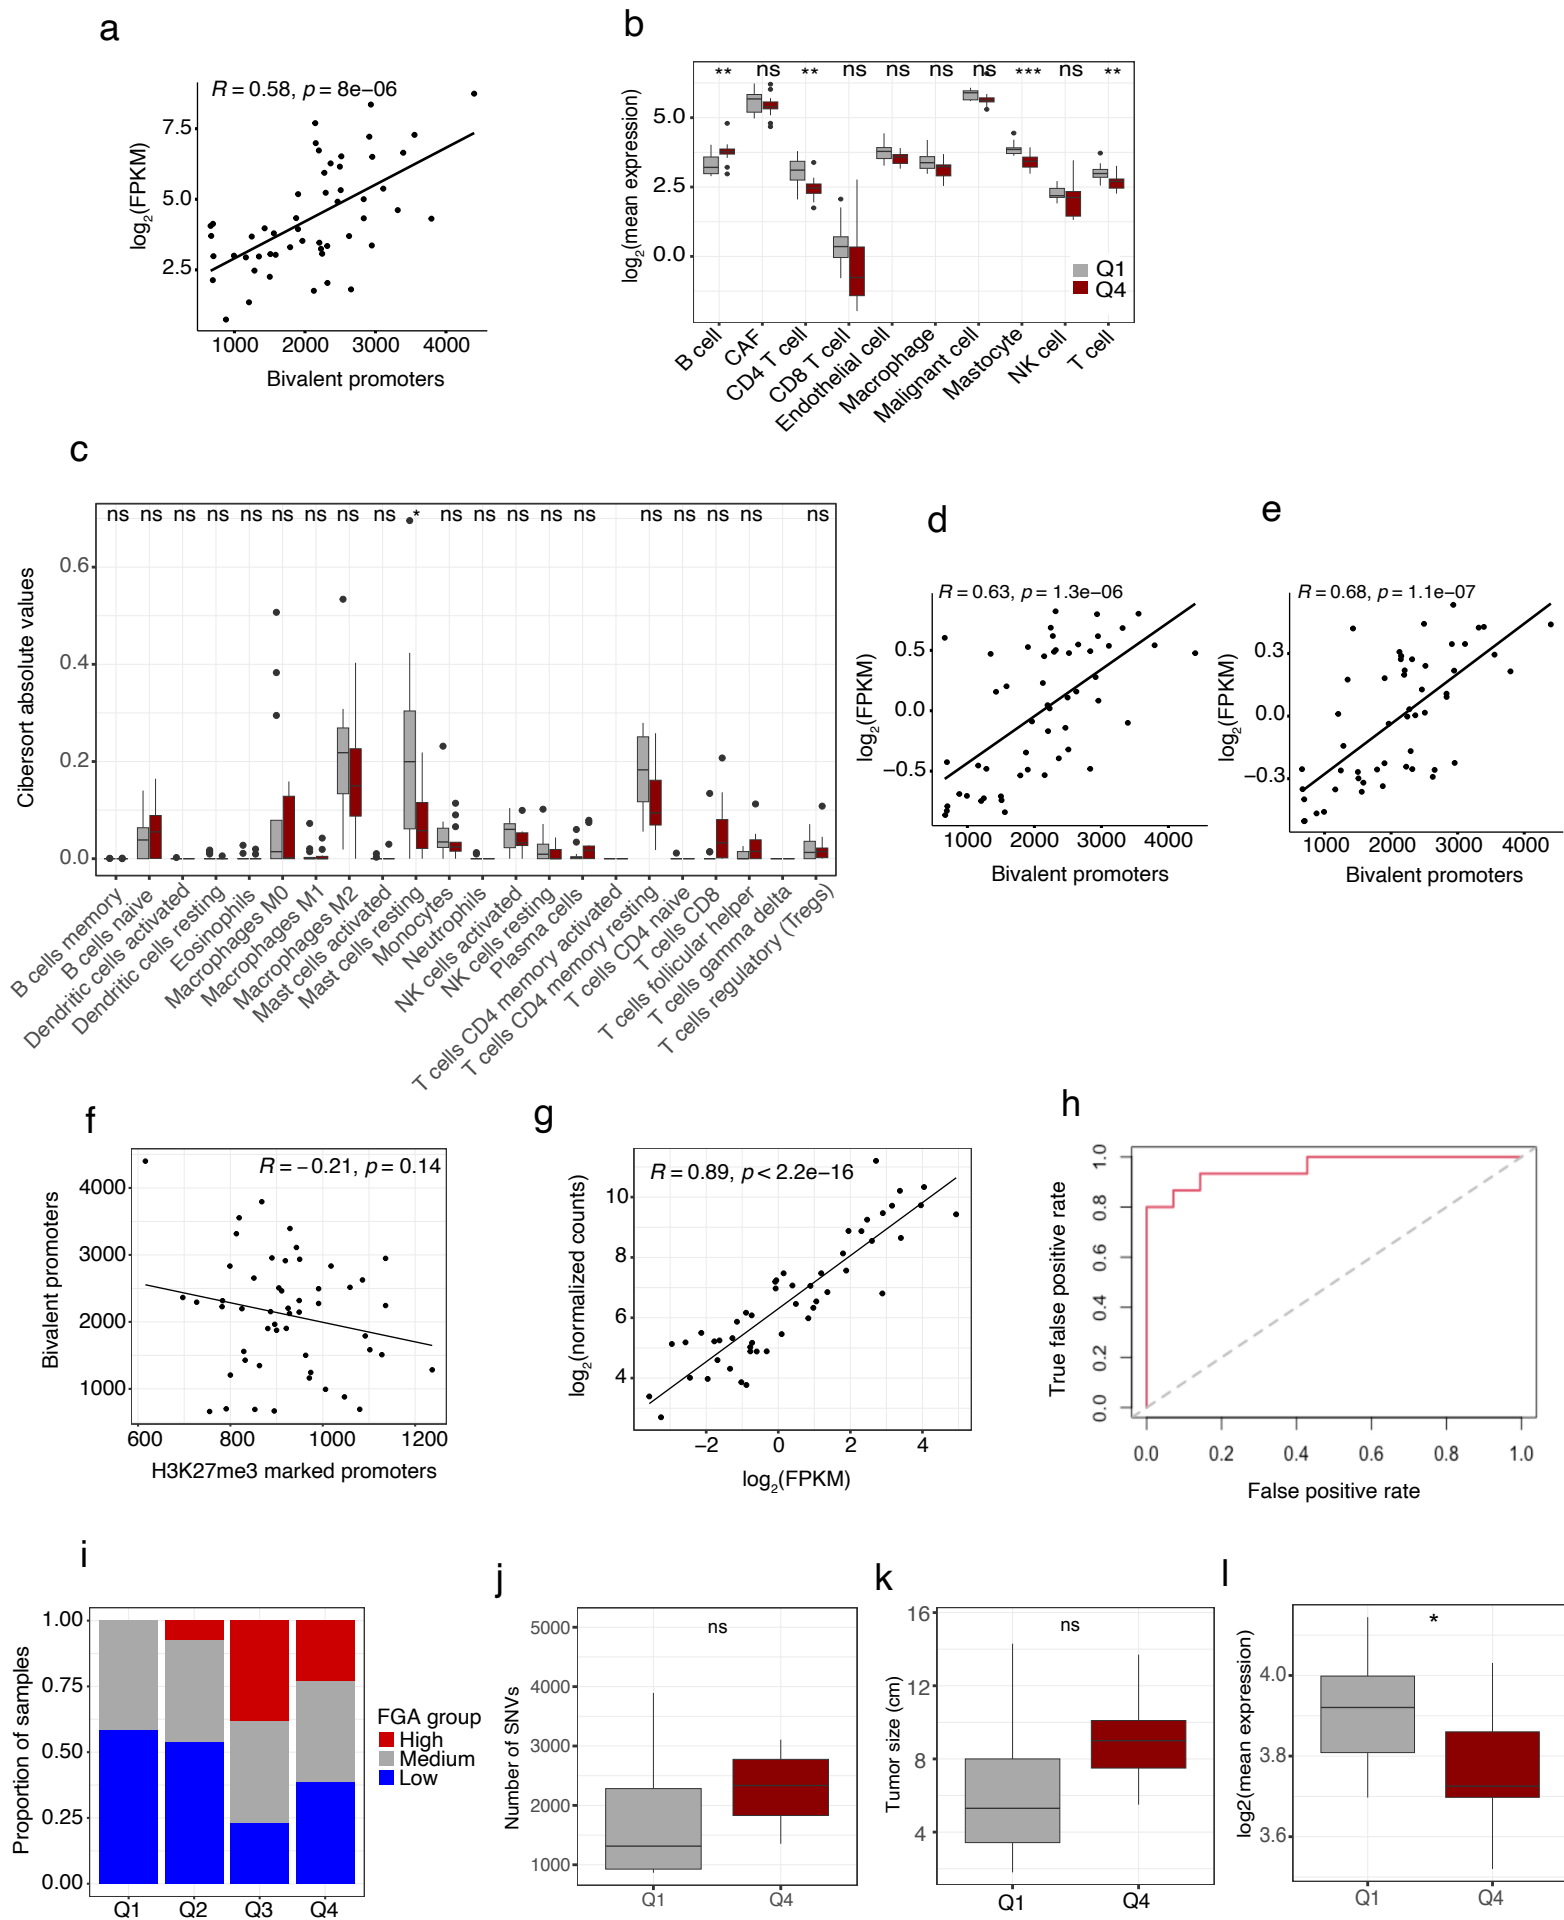 a
R = 0.58, p = 8e−06
log2(FPKM)
7.5
5.0
2.5
1000 2000 3000 4000
Bivalent promoters
b
** ns ** ns ns ns ns *** ns **
log2(mean expression)
5.0
2.5
0.0
Q1
Q4
B cell
CAF
CD4 T cell
CD8 T cell
Endothelial cell
Macrophage
Malignant cell
Mastocyte
NK cell
T cell
c
ns ns ns ns ns ns ns ns ns * ns ns ns ns ns ns ns ns ns ns
Cibersort absolute values
0.6
0.4
0.2
0.0
B cells memory
B cells naive
Dendritic cells activated
Dendritic cells resting
Eosinophils
Macrophages M0
Macrophages M1
Macrophages M2
Mast cells activated
Mast cells resting
Monocytes
Neutrophils
NK cells activated
NK cells resting
Plasma cells
T cells CD4 memory activated
T cells CD4 memory resting
T cells CD4 naive
T cells CD8
T cells follicular helper
T cells gamma delta
T cells regulatory (Tregs)
d
R = 0.63, p = 1.3e−06
log2(FPKM)
0.5
0.0
−0.5
1000 2000 3000 4000
Bivalent promoters
e
R = 0.68, p = 1.1e−07
log2(FPKM)
0.3
0.0
−0.3
1000 2000 3000 4000
Bivalent promoters
f
R = −0.21, p = 0.14
Bivalent promoters
4000
3000
2000
1000
600 800 1000 1200
H3K27me3 marked promoters
g
R = 0.89, p < 2.2e−16
log2(normalized counts)
10
8
6
4
−2 0 2 4
log2(FPKM)
h
True false positive rate
1.0
0.8
0.6
0.4
0.2
0.0
0.0 0.2 0.4 0.6 0.8 1.0
False positive rate
i
Proportion of samples
1.00
0.75
0.50
0.25
0.00
Q1 Q2 Q3 Q4
FGA group
High
Medium
Low
j
ns
Number of SNVs
5000
4000
3000
2000
1000
Q1 Q4
k
ns
Tumor size (cm)
16
12
8
4
Q1 Q4
l
*
log2(mean expression)
4.0
3.8
3.6
Q1 Q4